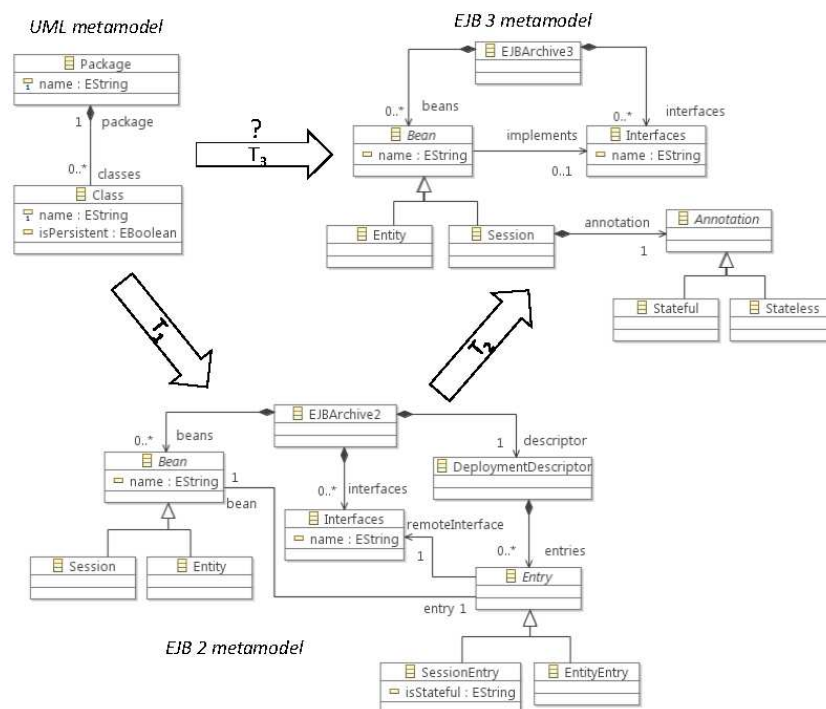 UML metamodel
EJB 3 metamodel
Package
name : EString
1
package
0..*
classes
Class
name : EString
isPersistent : EBoolean
?
T3
EJBArchive3
beans
0..*
interfaces
0..*
Bean
name : EString
implements
0..1
Interfaces
name : EString
Entity
Session
annotation
1
Annotation
Stateful
Stateless
T1
T2
EJBArchive2
beans
0..*
descriptor
1
Bean
name : EString
1
bean
interfaces
0..*
DeploymentDescriptor
Interfaces
name : EString
remoteInterface
1
0..*
entries
Session
Entity
Entry
entry 1
EJB 2 metamodel
SessionEntry
isStateful : EString
EntityEntry